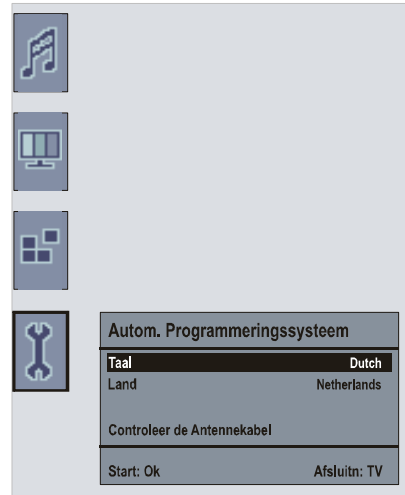 Autom. Programmeringssysteem
Taal Dutch
Land Netherlands
Controleer de Antennekabel
Start: Ok Afsluitn: TV